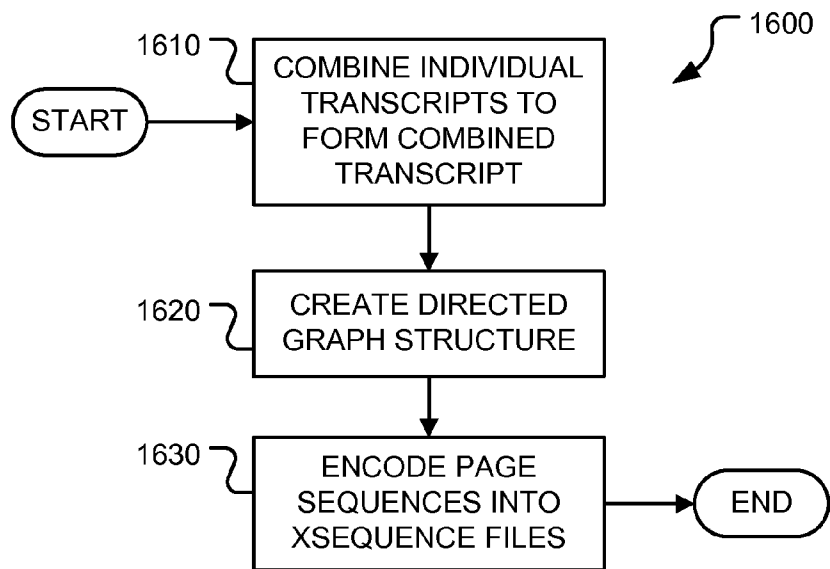 1600
1610
COMBINE INDIVIDUAL
TRANSCRIPTS TO
FORM COMBINED
TRANSCRIPT
START
1620
CREATE DIRECTED
GRAPH STRUCTURE
1630
ENCODE PAGE
SEQUENCES INTO
XSEQUENCE FILES
END